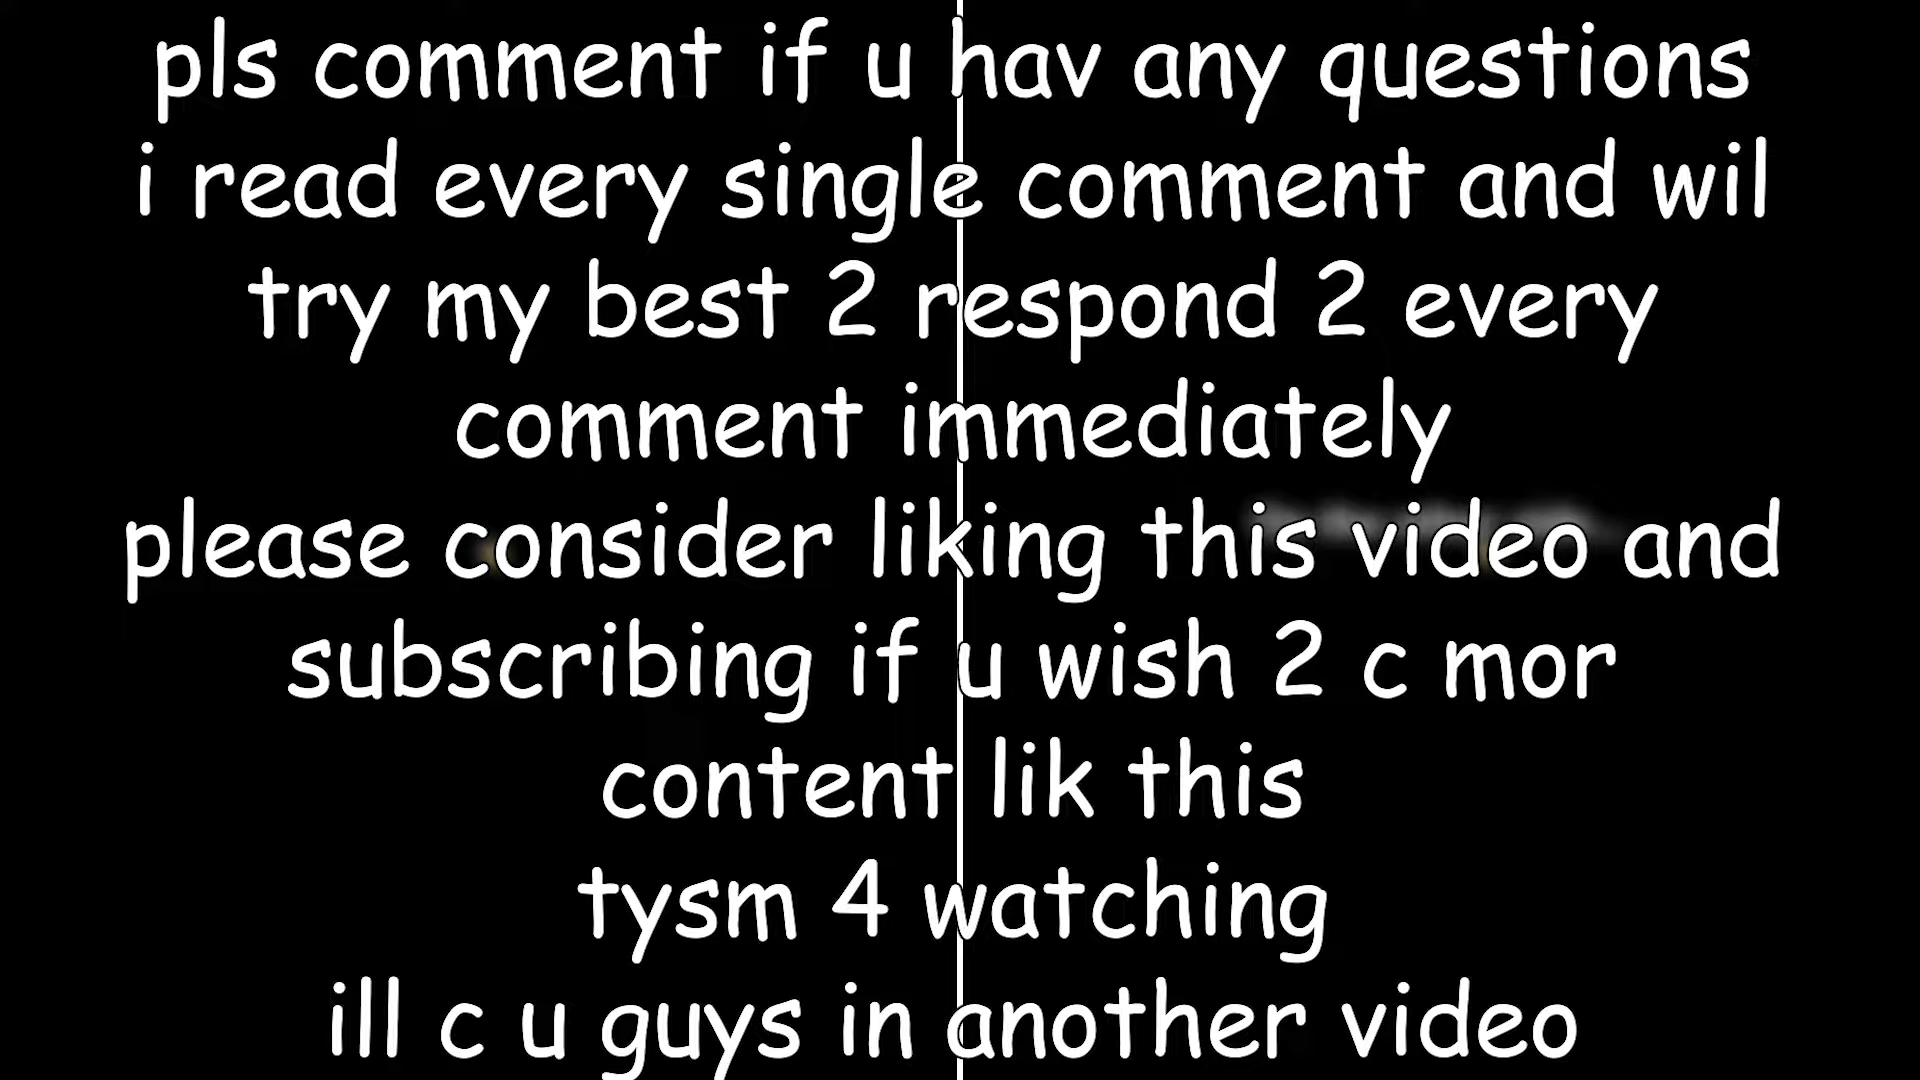 pls comment if u hav any questions
i read every single comment and wil
try my best 2 respond 2 every
comment immediately
please consider liking this video and
subscribing if u wish 2 c mor
content lik this
tysm 4 watching
ill c u guys in another video